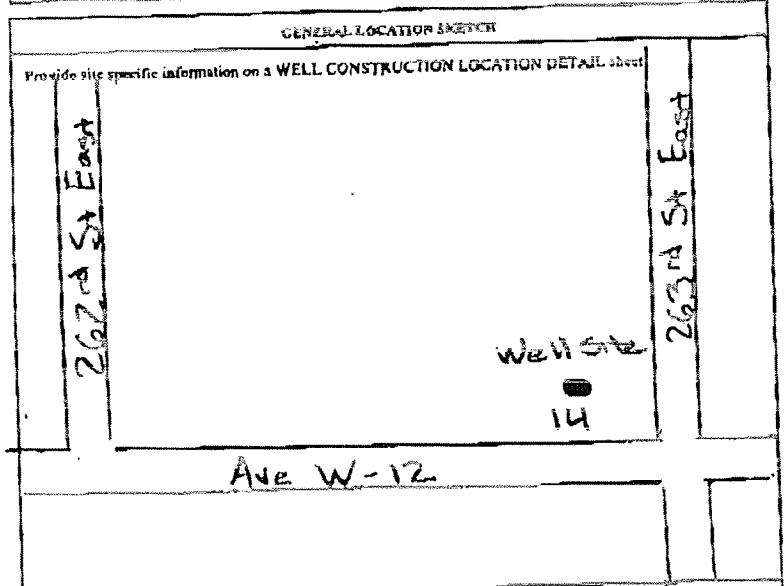 GENERAL LOCATION SKETCH
Provide site specific information on a WELL CONSTRUCTION LOCATION DETAIL sheet
262rd St East
263rd St East
Well Site
14
Ave W-12